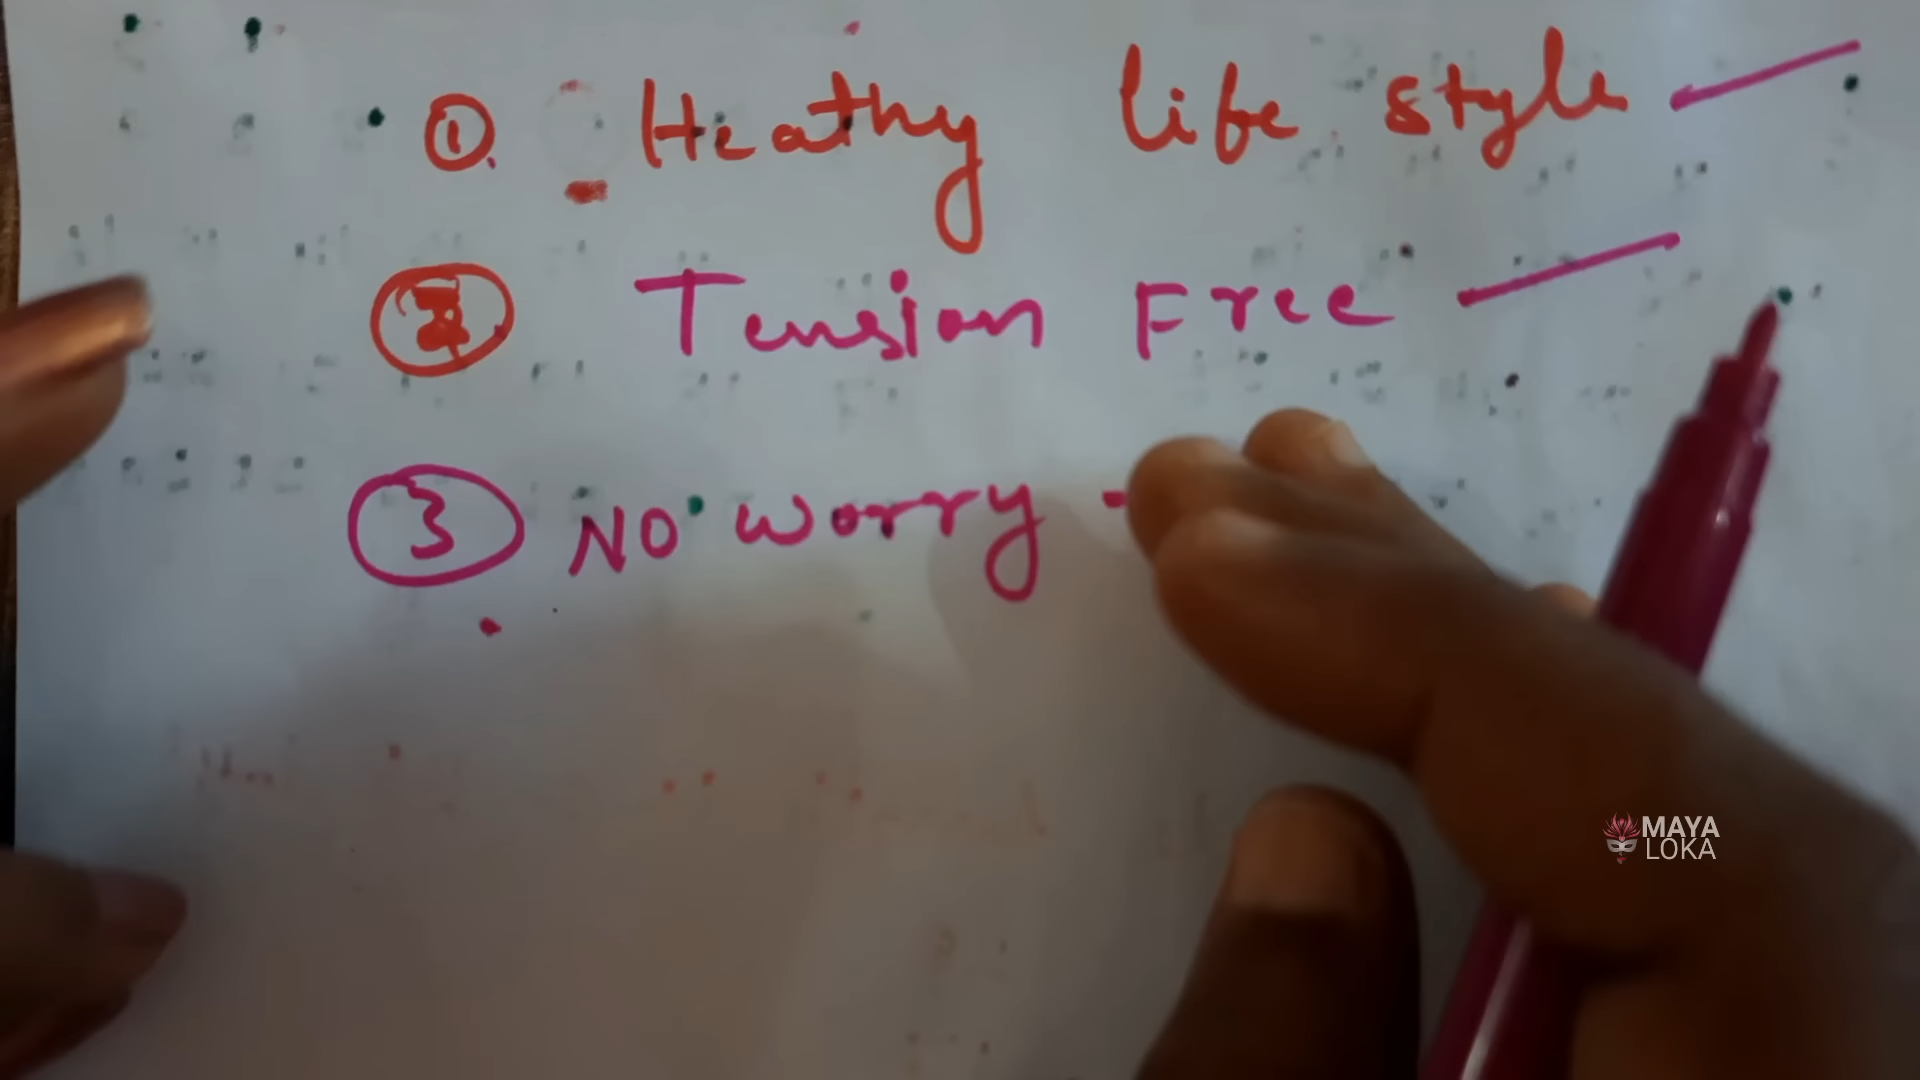 ① Heathy life style
② Tension Free
③ NO worry
MAYA
LOKA